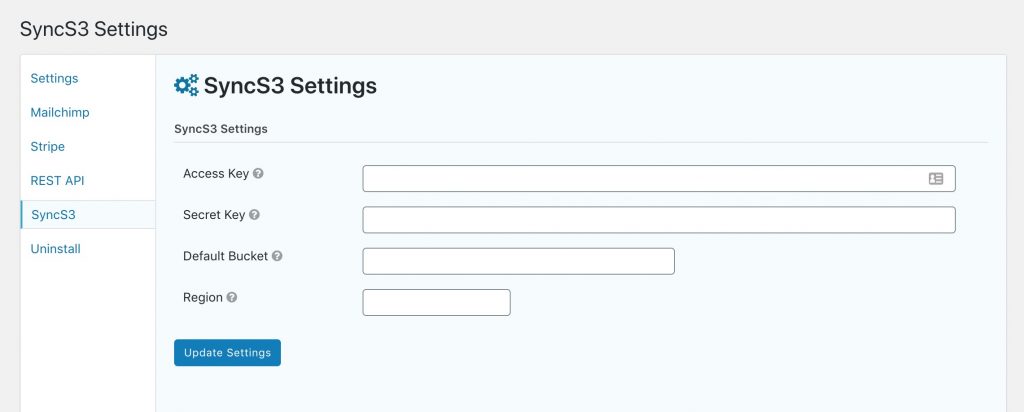 SyncS3 Settings
Settings
Mailchimp
Stripe
REST API
SyncS3
Uninstall
SyncS3 Settings
SyncS3 Settings
Access Key ?
Secret Key ?
Default Bucket ?
Region ?
Update Settings